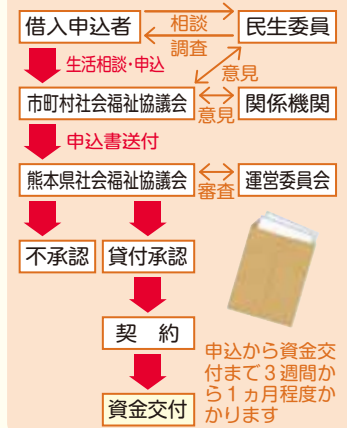 借入申込者
相談
民生委員
調査
生活相談・申込
意見
市町村社会福祉協議会
意見
関係機関
申込書送付
熊本県社会福祉協議会
審査
運営委員会
不承認
貸付承認
契 約
資金交付
申込から資金交
付まで3週間か
ら1ヵ月程度か
かります